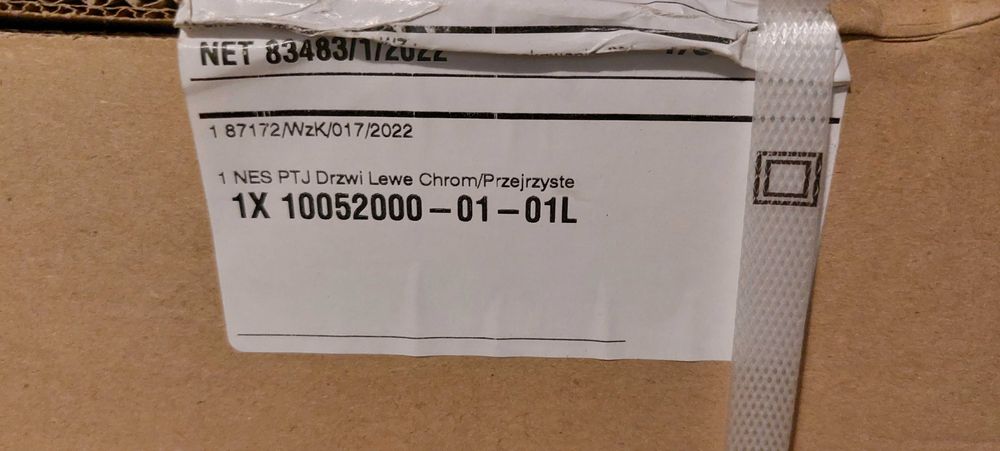 NET 83483/1/2022
1 87172/WzK/017/2022
1 NES PTJ Drzwi Lewe Chrom/Przejrzyste
1X 10052000-01-01L